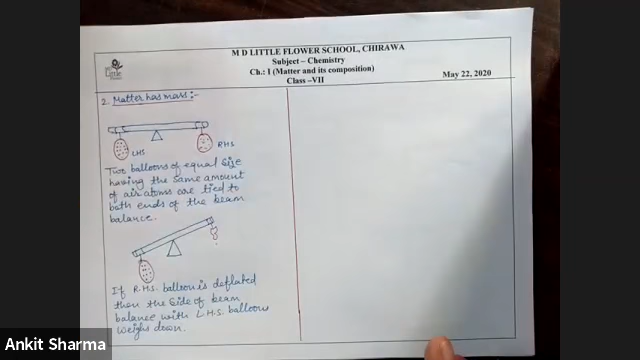 M D LITTLE FLOWER SCHOOL, CHIRAWA
Subject – Chemistry
Ch.: I (Matter and its composition)
Class –VII
May 22, 2020
Little
2. Matter has mass :-
LHS
RHS
Two balloons of equal size
having the same amount
of air atoms are tied to
both ends of the beam
balance.
If R.H.S. balloon is deflated
then the side of beam
balance with L.H.S. balloon
weighs down.
Ankit Sharma